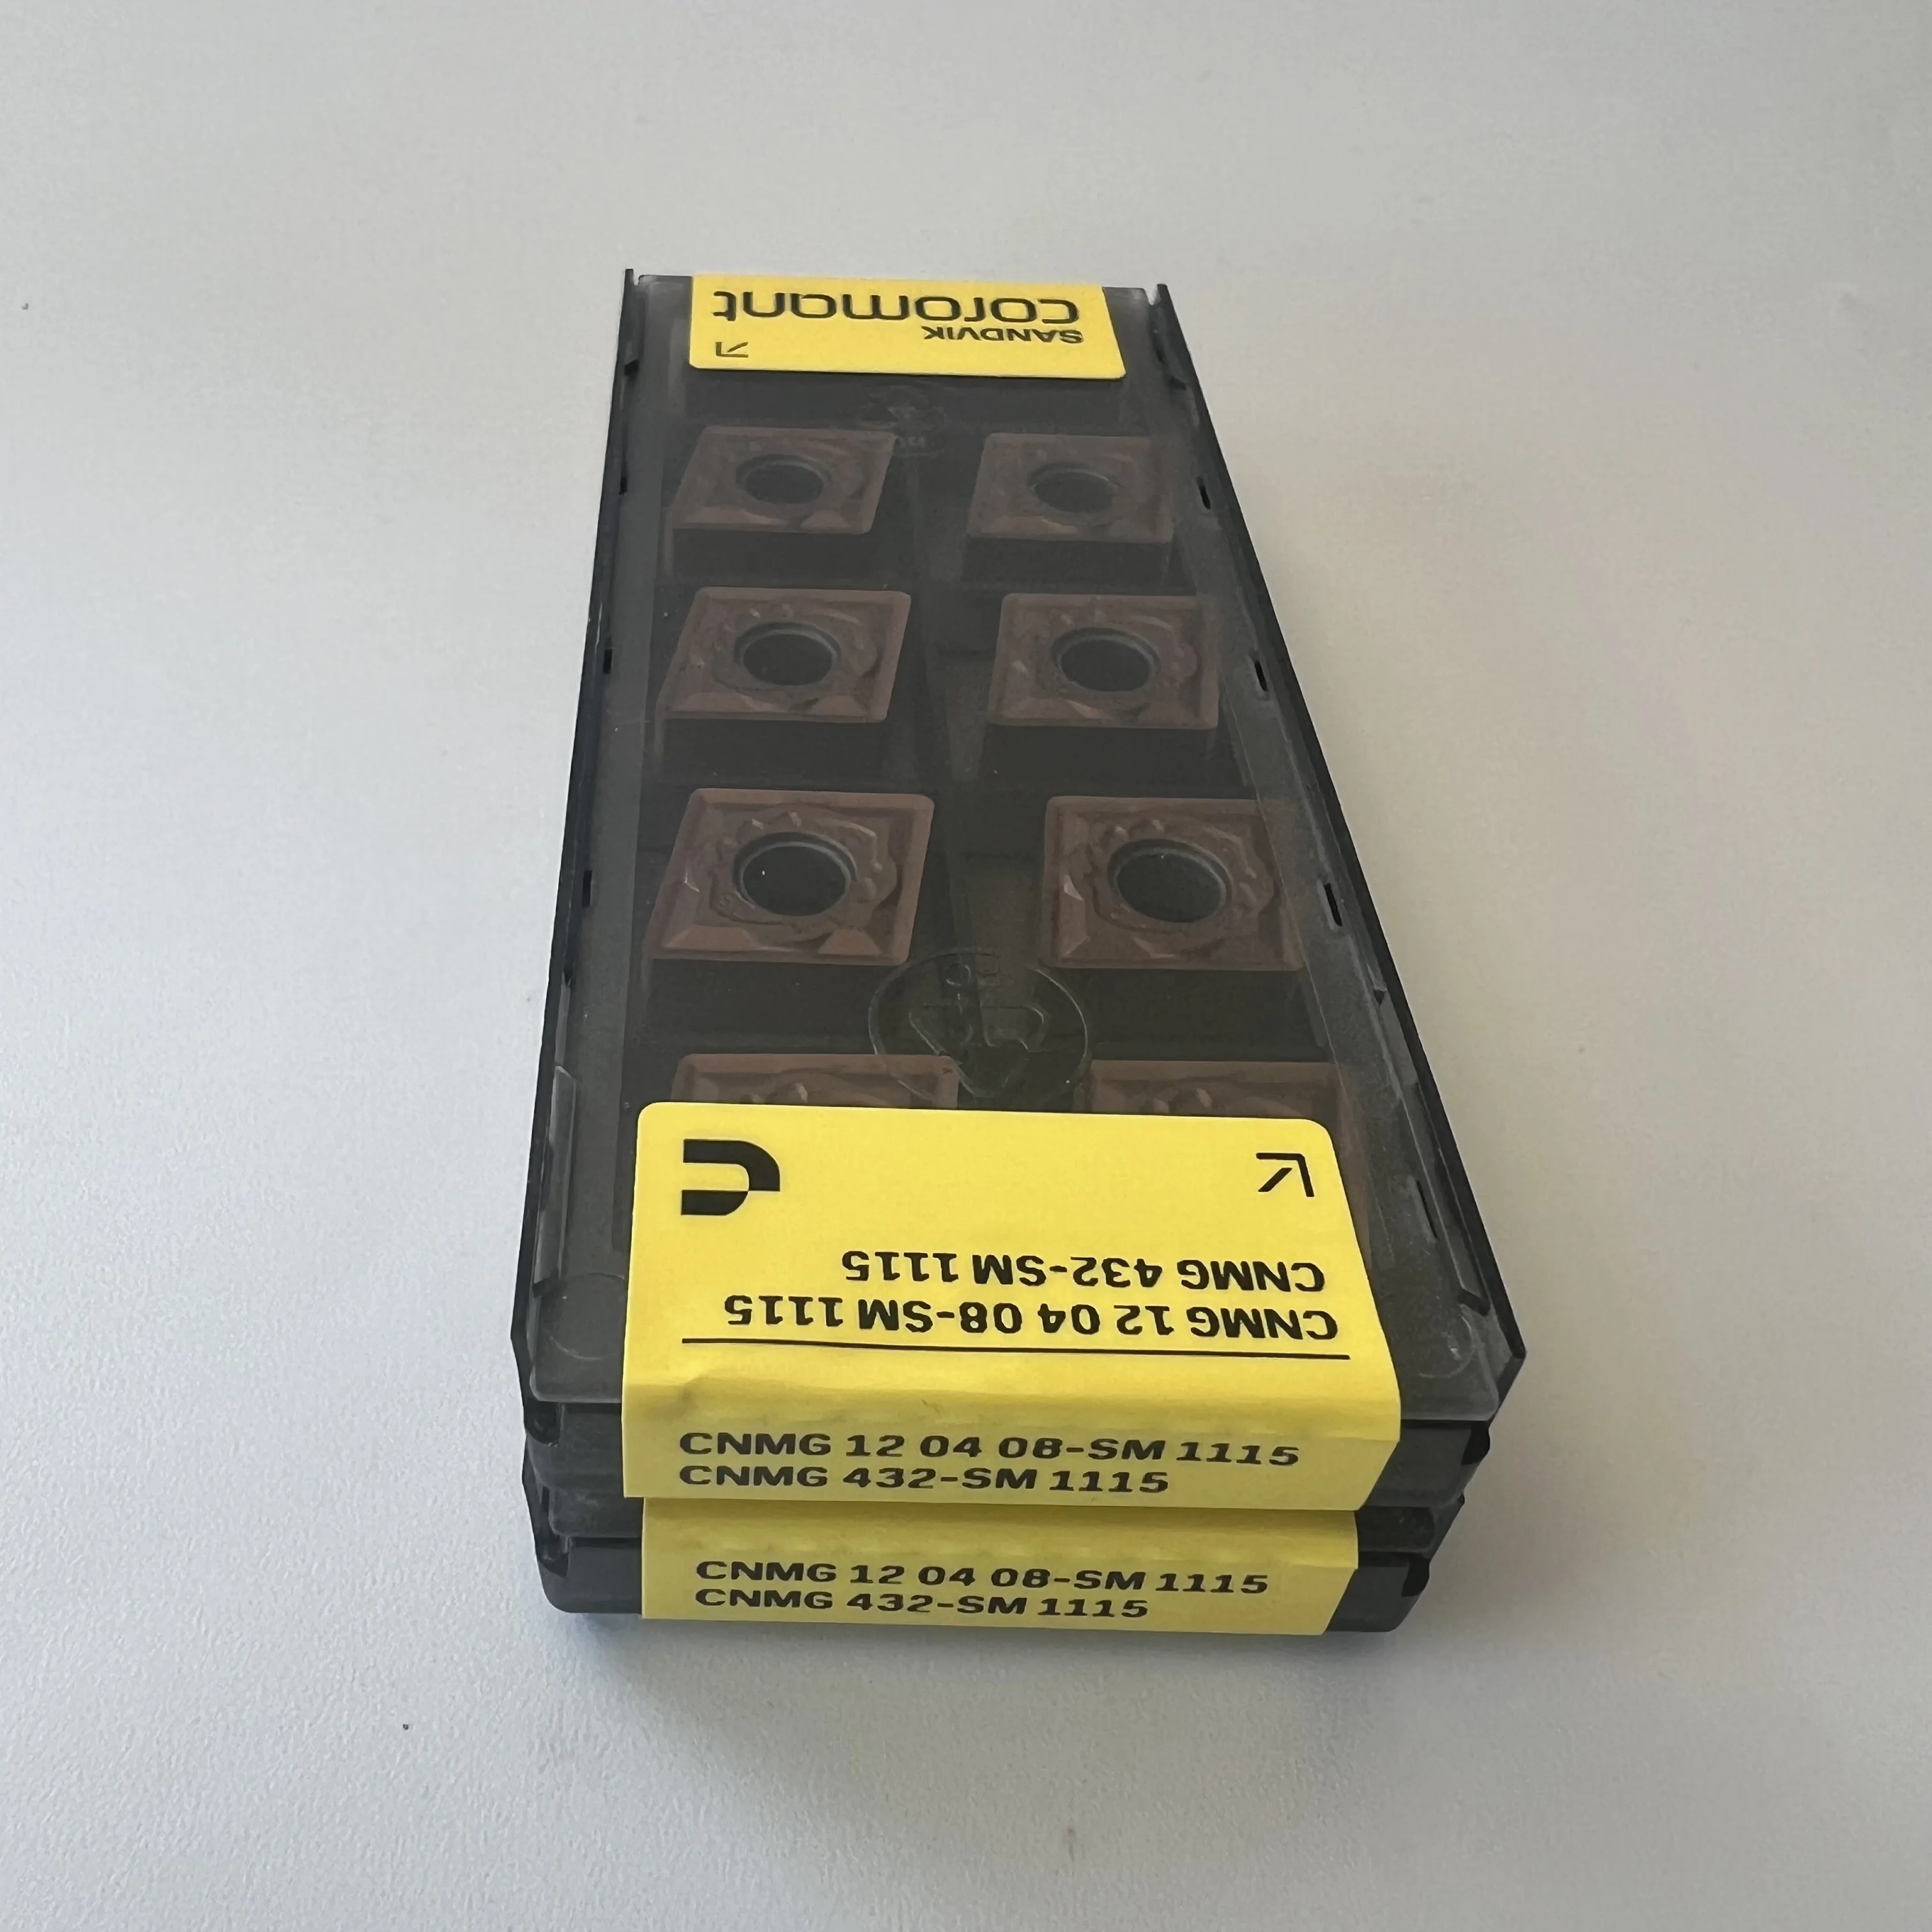 SANDVIK
coromant
CNMG 12 04 08-SM 1115
CNMG 432-SM 1115
CNMG 12 04 08-SM 1115
CNMG 432-SM 1115
CNMG 12 04 08-SM 1115
CNMG 432-SM 1115